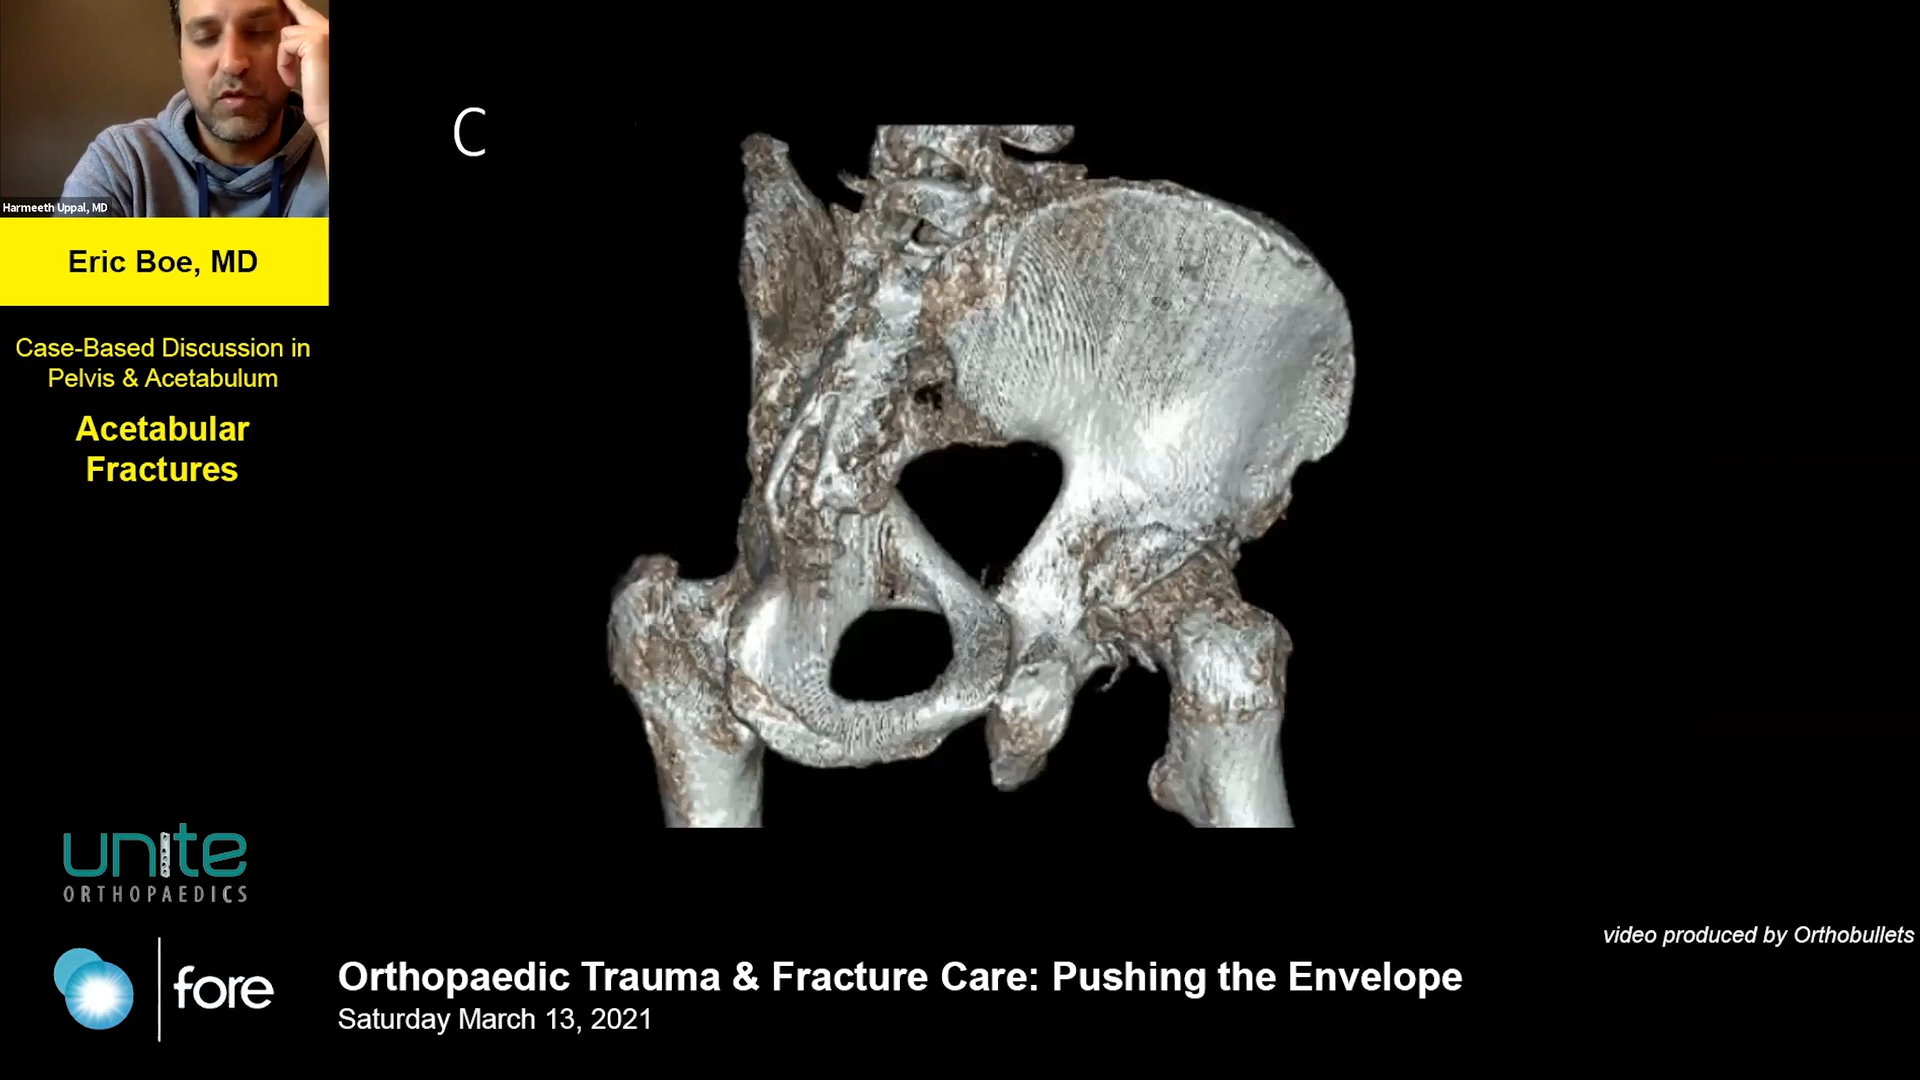 C
Harmeeth Uppal, MD
Eric Boe, MD
Case-Based Discussion in
Pelvis & Acetabulum
Acetabular
Fractures
unite
ORTHOPAEDICS
fore
video produced by Orthobullets
Orthopaedic Trauma & Fracture Care: Pushing the Envelope
Saturday March 13, 2021